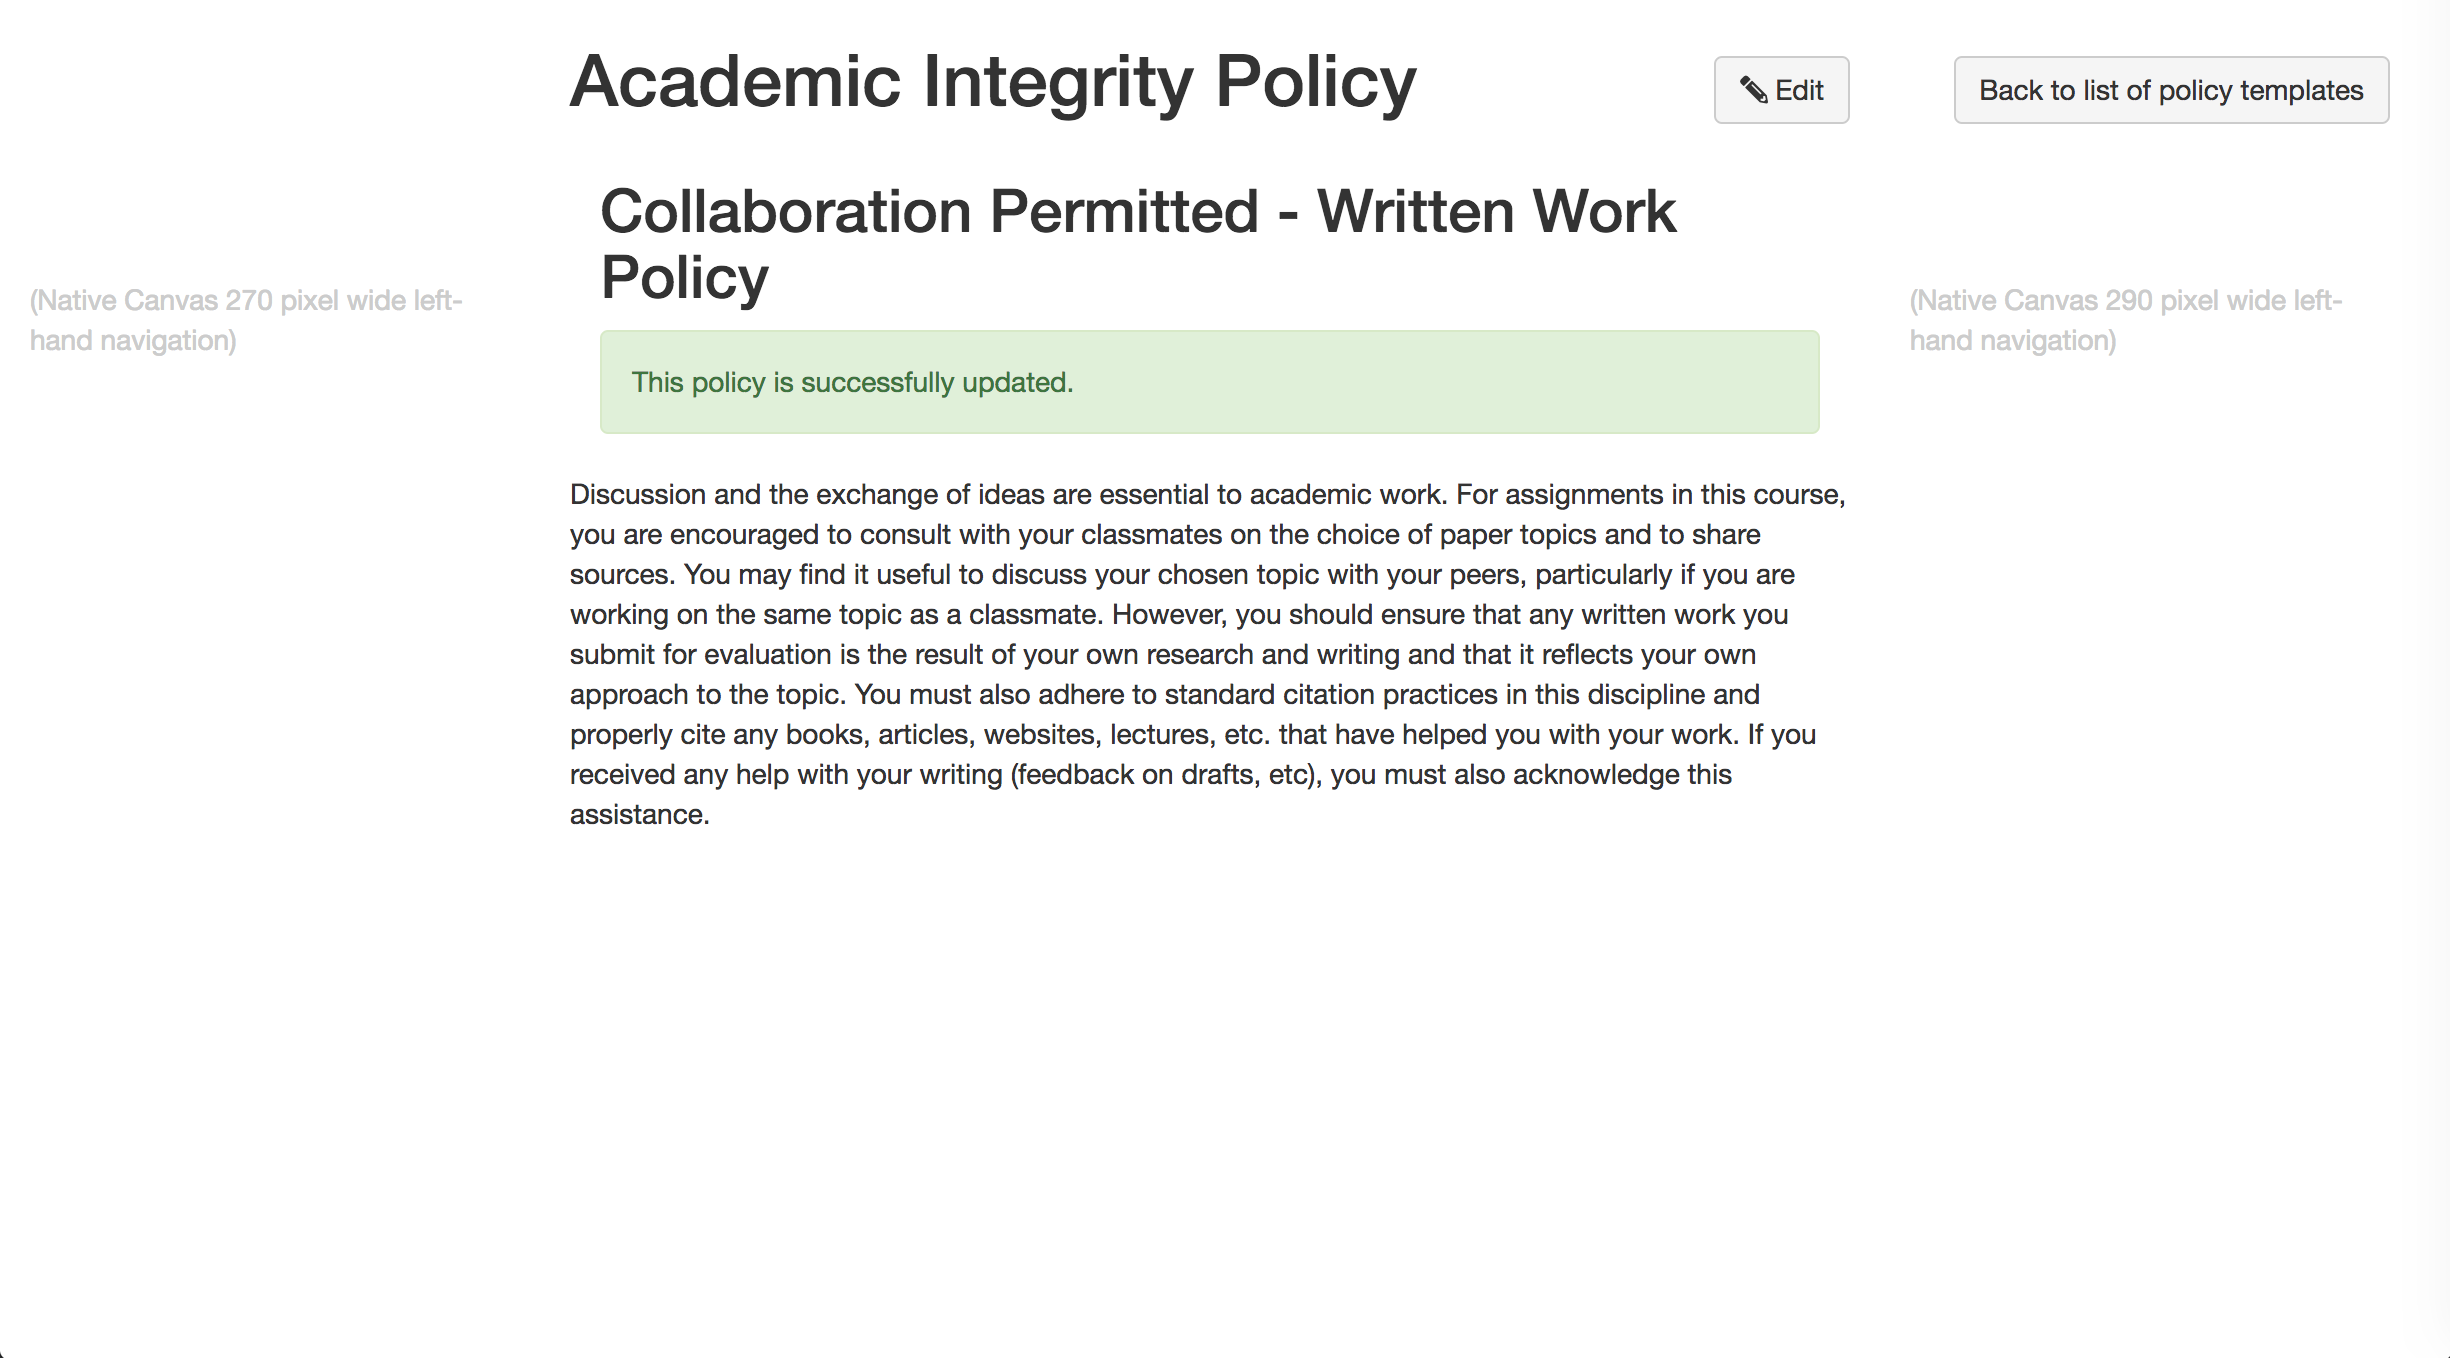 Academic Integrity Policy
Edit
Back to list of policy templates
Collaboration Permitted - Written Work
Policy
(Native Canvas 270 pixel wide left-
hand navigation)
(Native Canvas 290 pixel wide left-
hand navigation)
This policy is successfully updated.
Discussion and the exchange of ideas are essential to academic work. For assignments in this course,
you are encouraged to consult with your classmates on the choice of paper topics and to share
sources. You may find it useful to discuss your chosen topic with your peers, particularly if you are
working on the same topic as a classmate. However, you should ensure that any written work you
submit for evaluation is the result of your own research and writing and that it reflects your own
approach to the topic. You must also adhere to standard citation practices in this discipline and
properly cite any books, articles, websites, lectures, etc. that have helped you with your work. If you
received any help with your writing (feedback on drafts, etc), you must also acknowledge this
assistance.